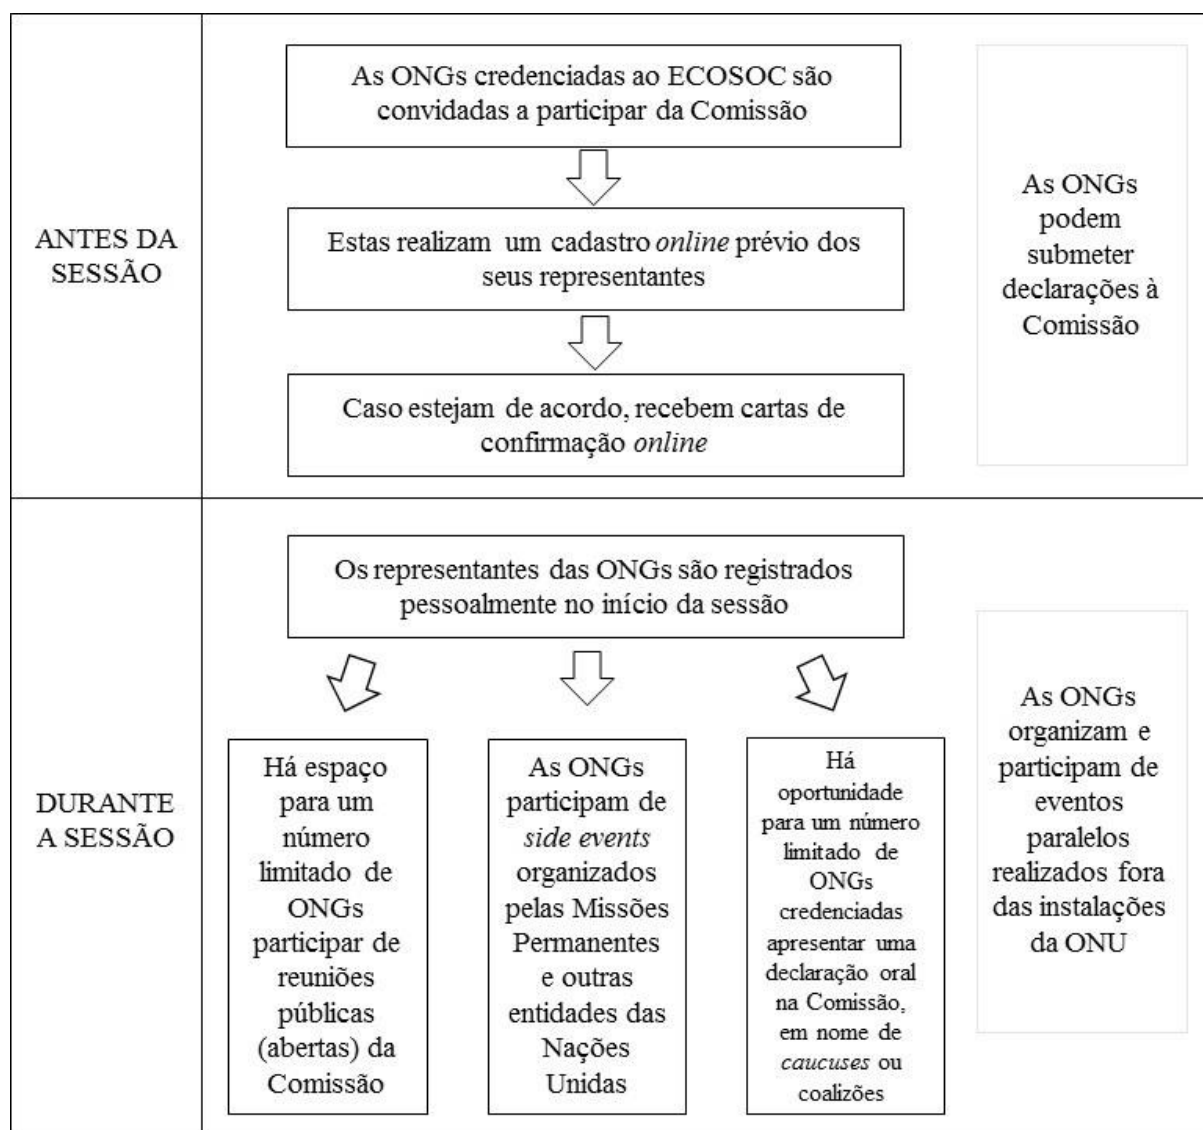 ANTES DA
SESSÃO
As ONGs credenciadas ao ECOSOC são
convidadas a participar da Comissão
Estas realizam um cadastro online prévio dos
seus representantes
Caso estejam de acordo, recebem cartas de
confirmação online
As ONGs
podem
submeter
declarações à
Comissão
DURANTE
A SESSÃO
Os representantes das ONGs são registrados
pessoalmente no início da sessão
Há espaço
para um
número
limitado de
ONGs
participar de
reuniões
públicas
(abertas) da
Comissão
As ONGs
participam de
side events
organizados
pelas Missões
Permanentes
e outras
entidades das
Nações
Unidas
Há
oportunidade
para um número
limitado de
ONGs
credenciadas
apresentar uma
declaração oral
na Comissão,
em nome de
caucuses ou
coalizões
As ONGs
organizam e
participam de
eventos
paralelos
realizados fora
das instalações
da ONU